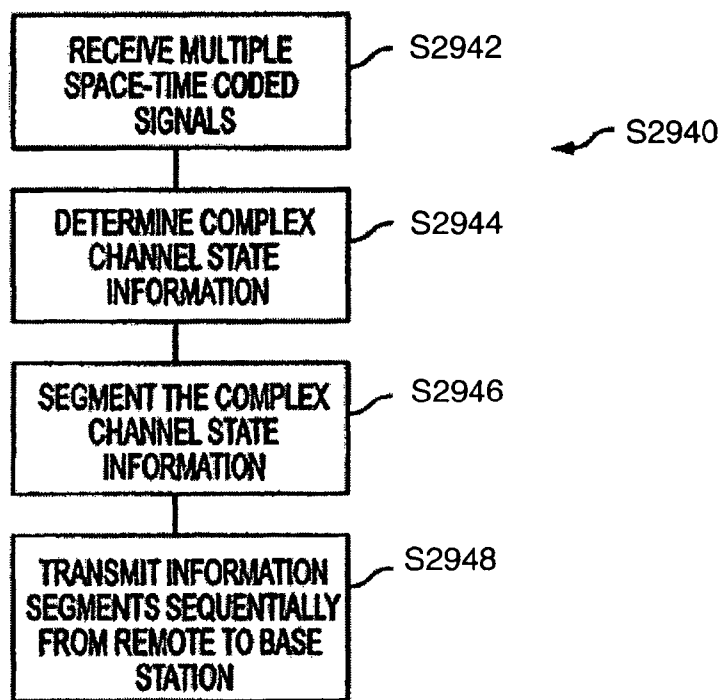 RECEIVE MULTIPLE
SPACE-TIME CODED
SIGNALS
S2942
S2940
DETERMINE COMPLEX
CHANNEL STATE
INFORMATION
S2944
SEGMENT THE COMPLEX
CHANNEL STATE
INFORMATION
S2946
TRANSMIT INFORMATION
SEGMENTS SEQUENTIALLY
FROM REMOTE TO BASE
STATION
S2948